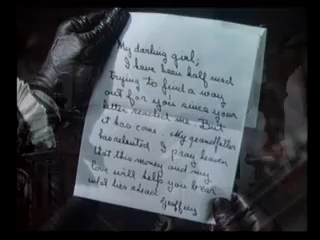 My darling girl;
I have been half mad
trying to find a way
out for you since your
letter reached me. But
it has come. My grandfather
has relented. I pray heaven
that this money and my
love will help you bear
what lies ahead.
Geoffrey